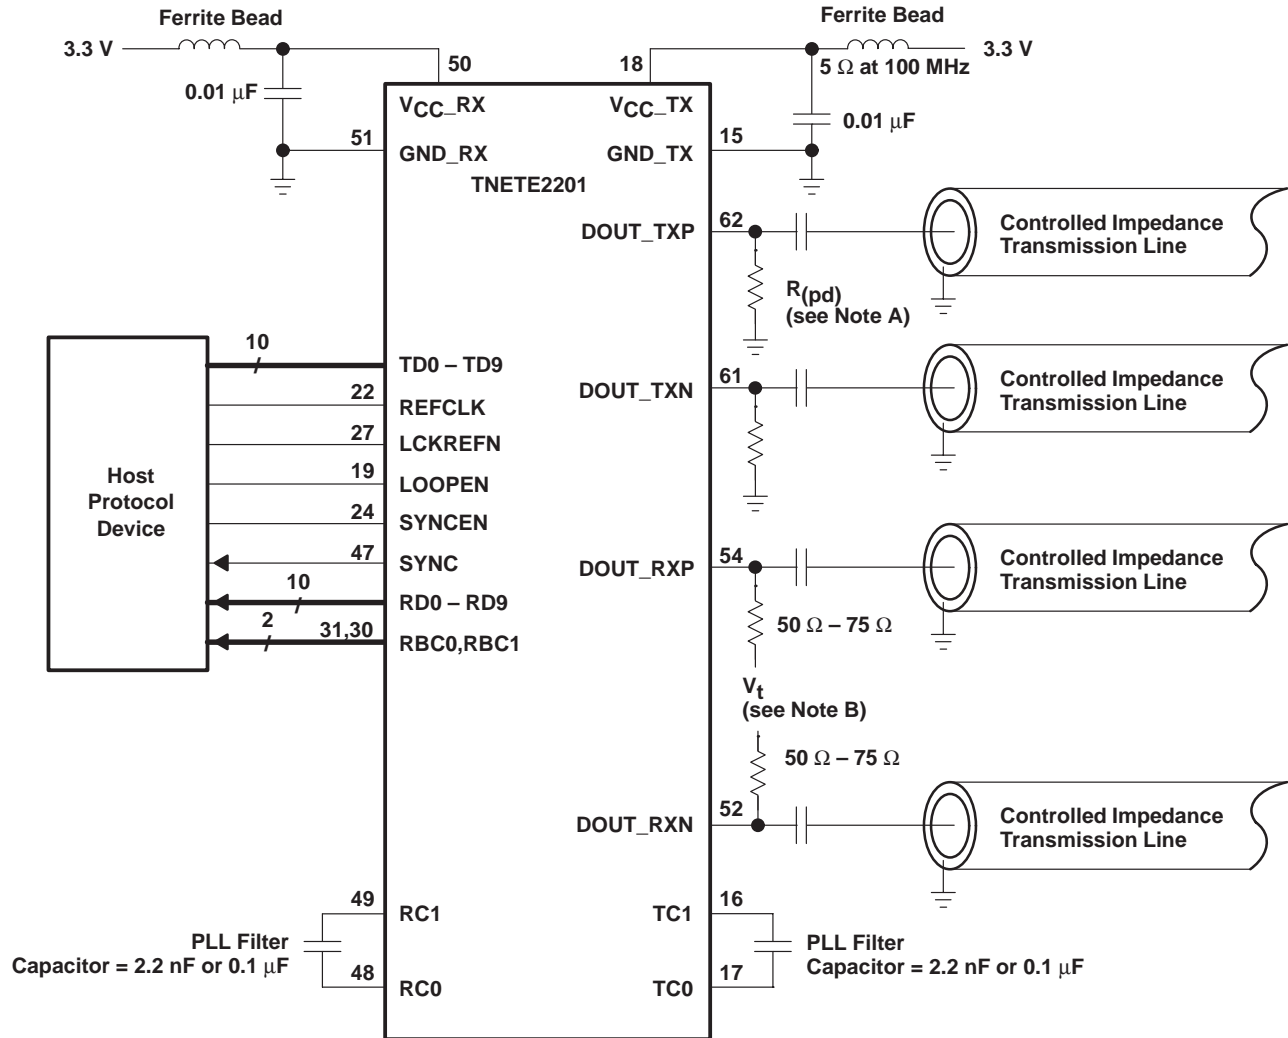 Ferrite Bead
3.3 V
50
0.01 μF
51
VCC_RX
GND_RX
Ferrite Bead
3.3 V
5 Ω at 100 MHz
18
VCC_TX
0.01 μF
15
GND_TX
TNETE2201
DOUT_TXP
62
Controlled Impedance
Transmission Line
R(pd)
(see Note A)
DOUT_TXN
61
Controlled Impedance
Transmission Line
Host
Protocol
Device
10
TD0 – TD9
22
REFCLK
27
LCKREFN
19
LOOPEN
24
SYNCEN
47
SYNC
10
RD0 – RD9
2
31,30
RBC0,RBC1
DOUT_RXP
54
Controlled Impedance
Transmission Line
50 Ω – 75 Ω
Vt
(see Note B)
50 Ω – 75 Ω
DOUT_RXN
52
Controlled Impedance
Transmission Line
49
RC1
PLL Filter
Capacitor = 2.2 nF or 0.1 μF
48
RC0
16
TC1
PLL Filter
Capacitor = 2.2 nF or 0.1 μF
17
TC0